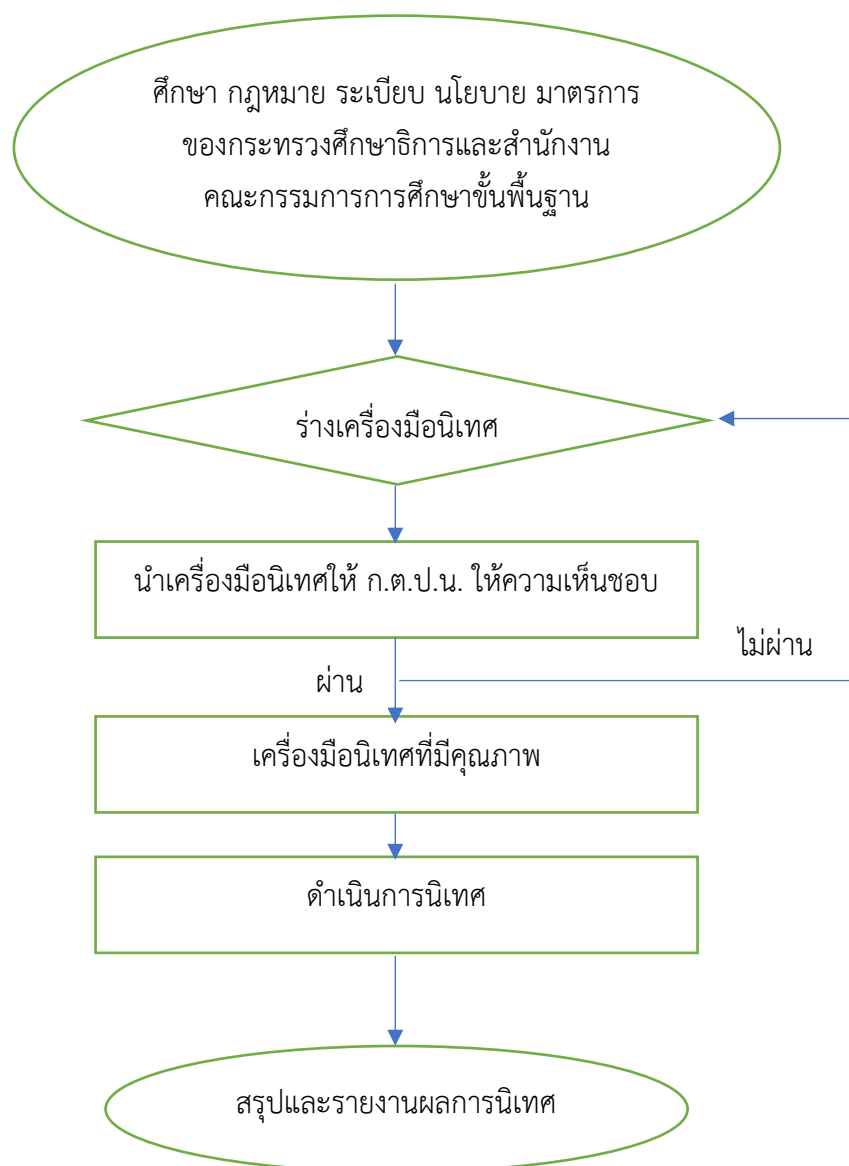 ศึกษา กฎหมาย ระเบียบ นโยบาย มาตรการ
ของกระทรวงศึกษาธิการและสำนักงาน
คณะกรรมการการศึกษาขั้นพื้นฐาน
ร่างเครื่องมือนิเทศ
นำเครื่องมือนิเทศให้ ก.ต.ป.น. ให้ความเห็นชอบ
ไม่ผ่าน
ผ่าน
เครื่องมือนิเทศที่มีคุณภาพ
ดำเนินการนิเทศ
สรุปและรายงานผลการนิเทศ